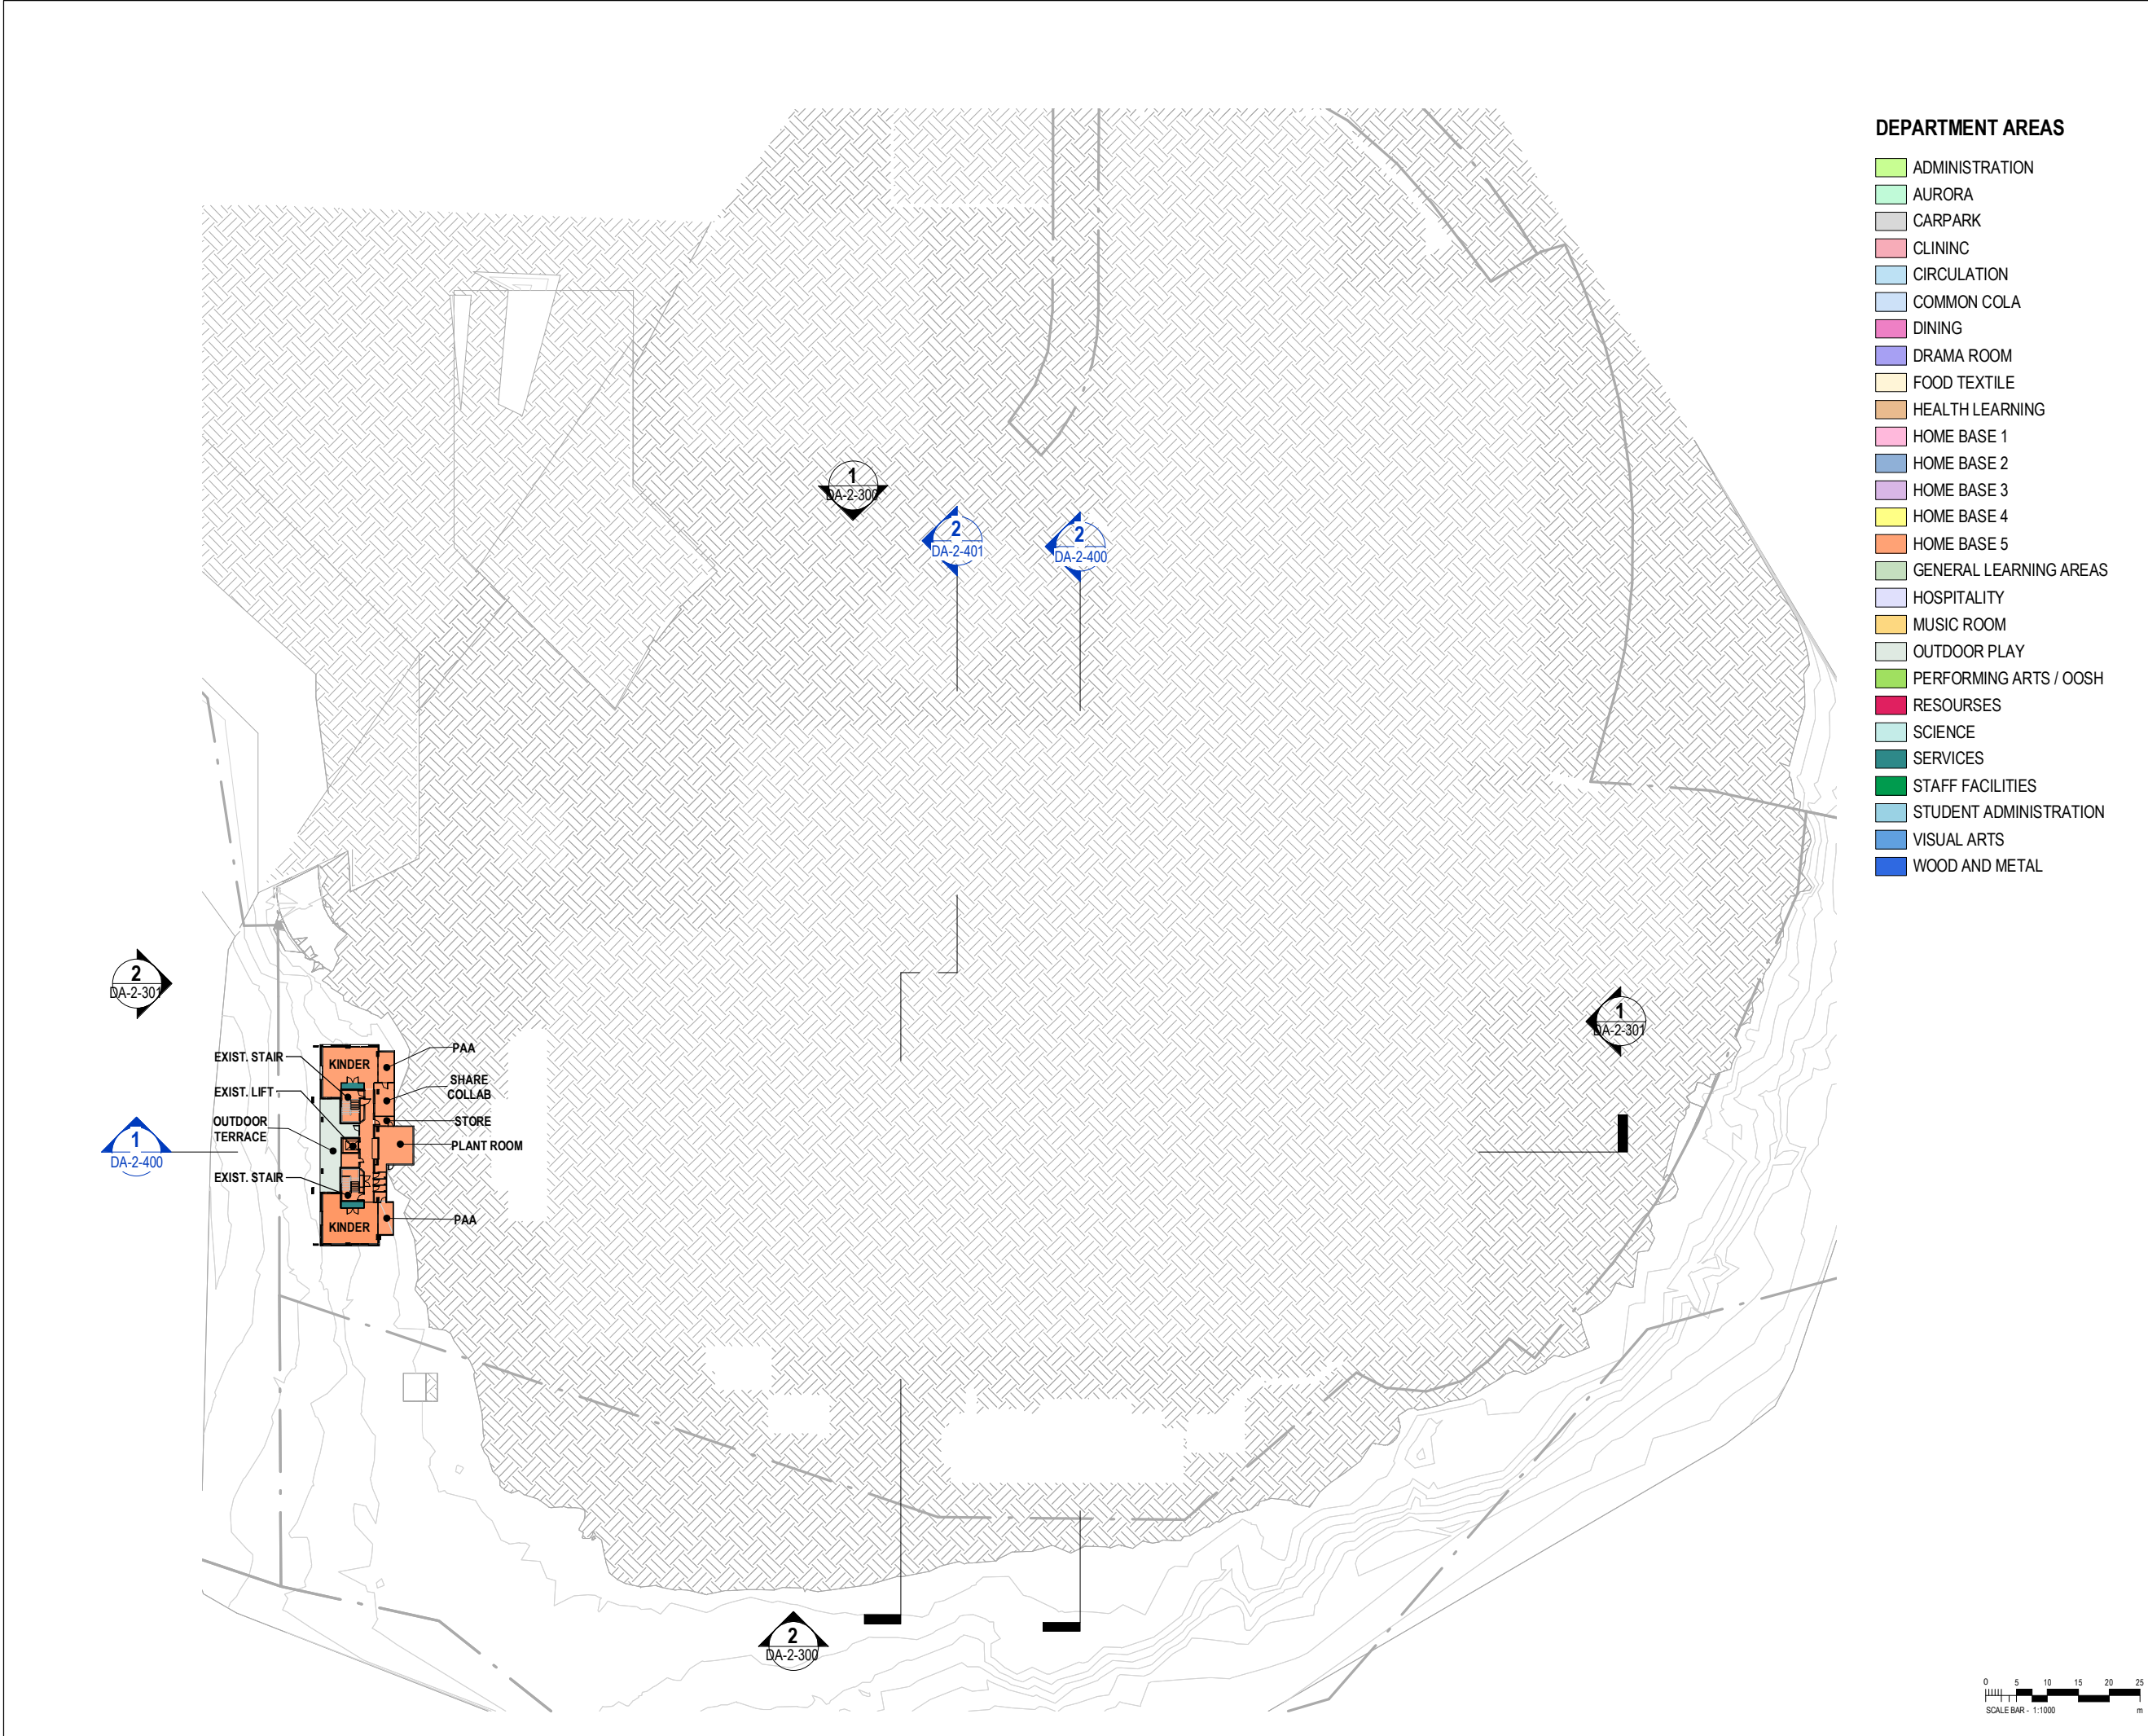 DEPARTMENT AREAS
ADMINISTRATION
AURORA
CARPARK
CLININC
CIRCULATION
COMMON COLA
DINING
DRAMA ROOM
FOOD TEXTILE
HEALTH LEARNING
HOME BASE 1
HOME BASE 2
HOME BASE 3
HOME BASE 4
HOME BASE 5
GENERAL LEARNING AREAS
HOSPITALITY
MUSIC ROOM
OUTDOOR PLAY
PERFORMING ARTS / OOSH
RESOURSES
SCIENCE
SERVICES
STAFF FACILITIES
STUDENT ADMINISTRATION
VISUAL ARTS
WOOD AND METAL
1
DA-2-300
2
DA-2-401
2
DA-2-400
2
DA-2-301
1
DA-2-301
EXIST. STAIR
KINDER
PAA
EXIST. LIFT
SHARE
COLLAB
OUTDOOR
TERRACE
STORE
1
DA-2-400
PLANT ROOM
EXIST. STAIR
KINDER
PAA
2
DA-2-300
0 5 10 15 20 25
SCALE BAR - 1:1000 m